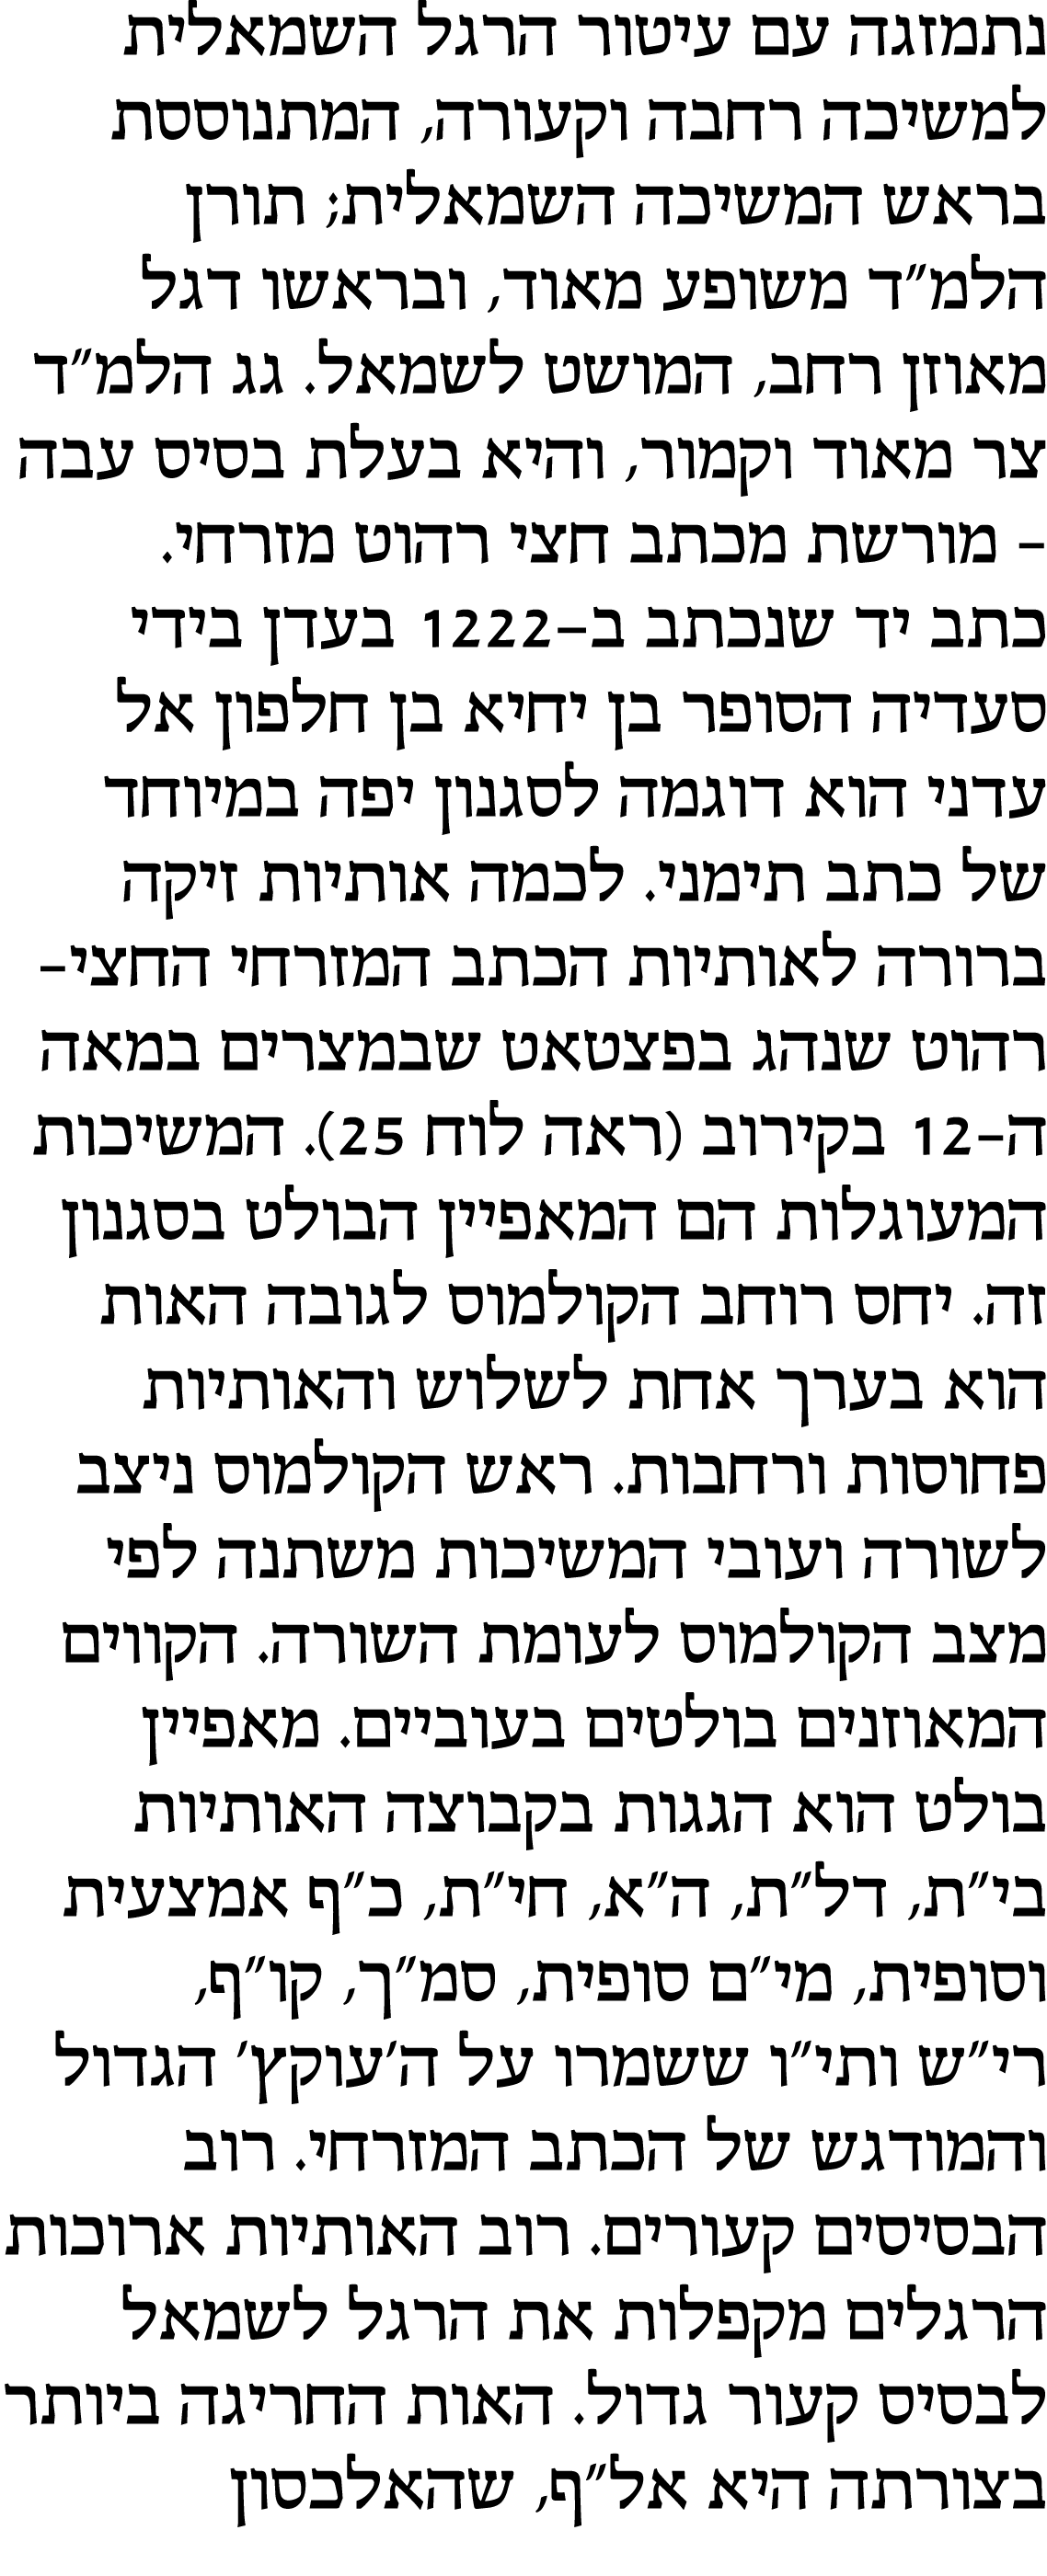 נתמזגה עם עיטור הרגל השמאלית
למשיכה רחבה וקעורה, המתנוססת
בראש המשיכה השמאלית; תורן
הלמ״ד משופע מאוד, ובראשו דגל
מאוזן רחב, המושט לשמאל. גג הלמ״ד
צר מאוד וקמור, והיא בעלת בסיס עבה
– מורשת מכתב חצי רהוט מזרחי.
כתב יד שנכתב ב–1222 בעדן בידי
סעדיה הסופר בן יחיא בן חלפון אל
עדני הוא דוגמה לסגנון יפה במיוחד
של כתב תימני. לכמה אותיות זיקה
ברורה לאותיות הכתב המזרחי החצי–
רהוט שנהג בפצטאט שבמצרים במאה
ה–12 בקירוב (ראה לוח 25). המשיכות
המעוגלות הם המאפיין הבולט בסגנון
זה. יחס רוחב הקולמוס לגובה האות
הוא בערך אחת לשלוש והאותיות
פחוסות ורחבות. ראש הקולמוס ניצב
לשורה ועובי המשיכות משתנה לפי
מצב הקולמוס לעומת השורה. הקווים
המאוזנים בולטים בעוביים. מאפיין
בולט הוא הגגות בקבוצה האותיות
בי״ת, דל״ת, ה״א, חי״ת, כ״ף אמצעית
וסופית, מי״ם סופית, סמ״ך, קו״ף,
רי״ש ותי״ו ששמרו על ה׳עוקץ׳ הגדול
והמודגש של הכתב המזרחי. רוב
הבסיסים קעורים. רוב האותיות ארוכות
הרגלים מקפלות את הרגל לשמאל
לבסיס קעור גדול. האות החריגה ביותר
בצורתה היא אל״ף, שהאלכסון